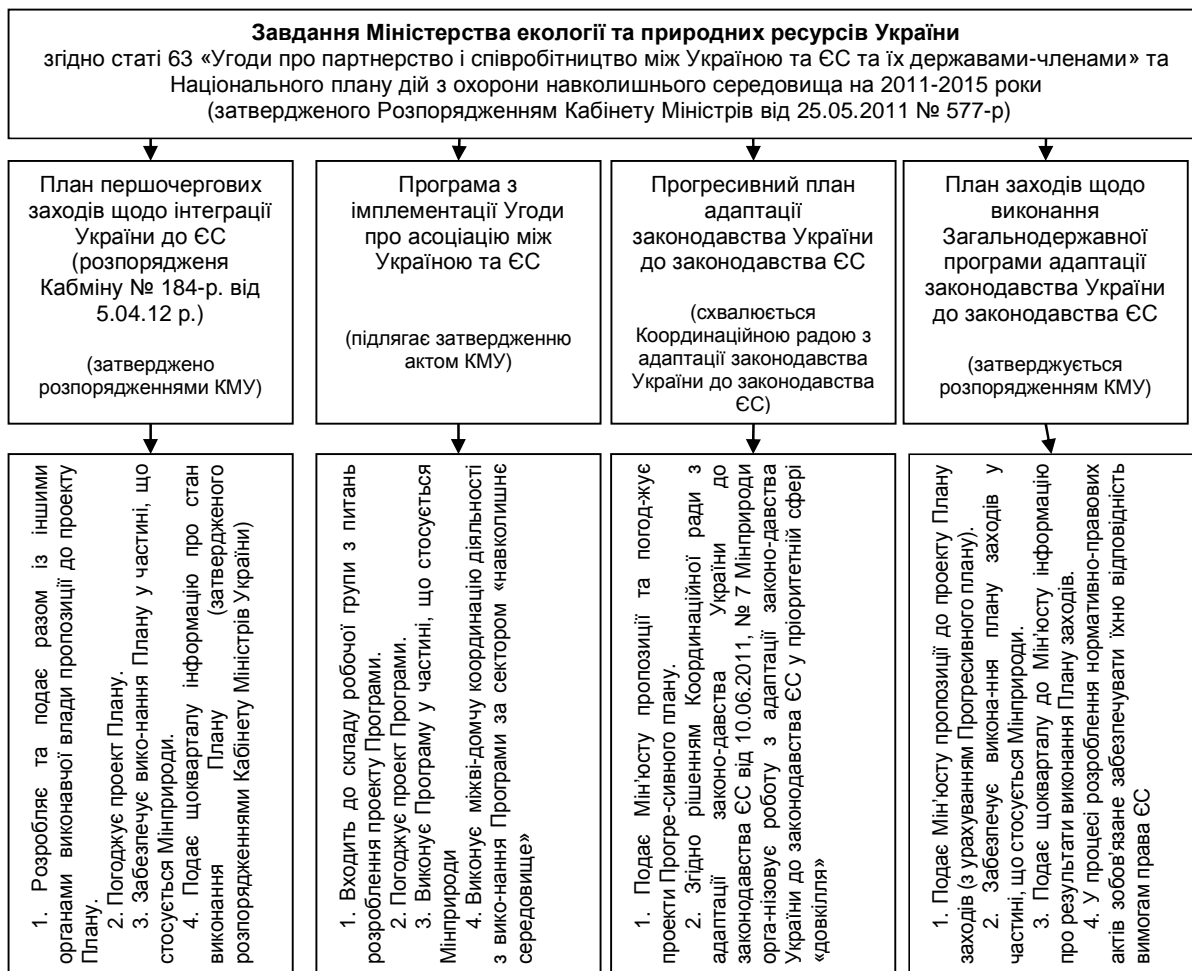 Завдання Міністерства екології та природних ресурсів України
згідно статі 63 «Угоди про партнерство і співробітництво між Україною та ЄС та їх державами-членами» та
Національного плану дій з охорони навколишнього середовища на 2011-2015 роки
(затвердженого Розпорядженням Кабінету Міністрів від 25.05.2011 № 577-р)
План першочергових
заходів щодо інтеграції
України до ЄС
(розпорядженя
Кабміну № 184-р. від
5.04.12 р.)
(затверджено
розпорядженнями КМУ)
Програма з
імплементації Угоди
про асоціацію між
Україною та ЄС
(підлягає затвердженню
актом КМУ)
Прогресивний план
адаптації
законодавства України
до законодавства ЄС
(схвалюється
Координаційною радою з
адаптації законодавства
України до законодавства
ЄС)
План заходів щодо
виконання
Загальнодержавної
програми адаптації
законодавства України
до законодавства ЄС
(затверджується
розпорядженням КМУ)
1. Розробляє та подає разом із іншими
органами виконавчої влади пропозиції до проекту
Плану.
2. Погоджує проект Плану.
3. Забезпечує вико-нання Плану у частині, що
стосується Мінприроди.
4. Подає щокварталу інформацію про стан
виконання Плану (затвердженого
розпорядженнями Кабінету Міністрів України)
1. Входить до складу робочої групи з питань
розроблення проекту Програми.
2. Погоджує проект Програми.
3. Виконує Програму у частині, що стосується
Мінприроди
4. Виконує міжві-домчу координацію діяльності
з вико-нання Програми за сектором «навколишнє
середовище»
1. Подає Мін’юсту пропозиції та погод-жує
проекти Прогре-сивного плану.
2. Згідно рішенням Координаційної ради з
адаптації законо-давства України до
законодавства ЄС від 10.06.2011, № 7 Мінприроди
орга-нізовує роботу з адаптації законо-давства
України до законодавства ЄС у пріоритетній сфері
«довкілля»
1. Подає Мін’юсту пропозиції до проекту Плану
заходів (з урахуванням Прогресивного плану).
2. Забезпечує викона-ння плану заходів у
частині, що стосується Мінприроди.
3. Подає щокварталу до Мін’юсту інформацію
про результати виконання Плану заходів.
4. У процесі розроблення нормативно-правових
актів зобов’язане забезпечувати їхню відповідність
вимогам права ЄС